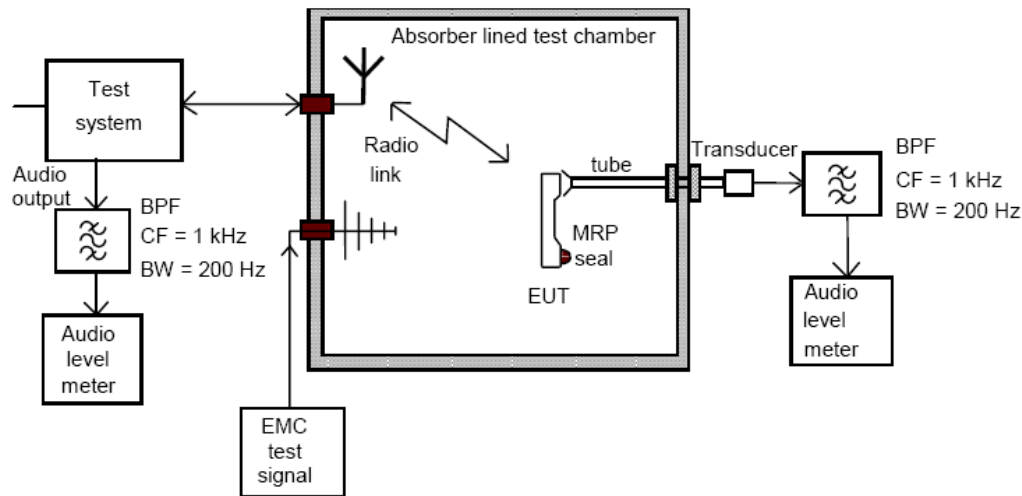 Absorber lined test chamber
Test
system
Radio
link
Audio
output
BPF
CF = 1 kHz
BW = 200 Hz
Audio
level
meter
EMC
test
signal
tube
Transducer
MRP
seal
EUT
BPF
CF = 1 kHz
BW = 200 Hz
Audio
level
meter